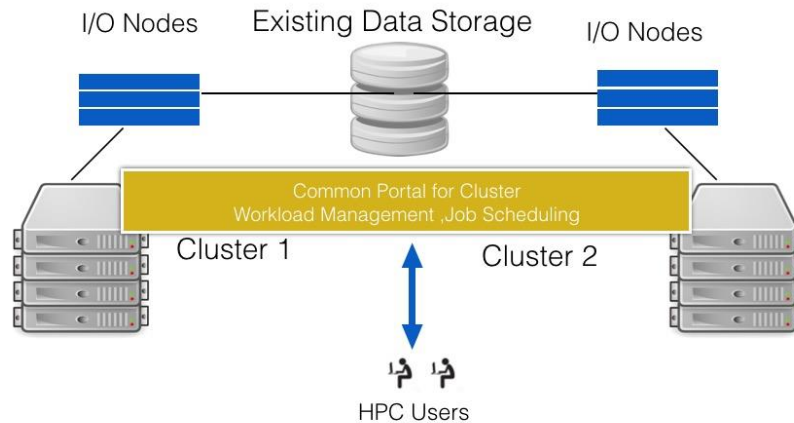 I/O Nodes
Existing Data Storage
I/O Nodes
Common Portal for Cluster
Workload Management ,Job Scheduling
Cluster 1
Cluster 2
HPC Users